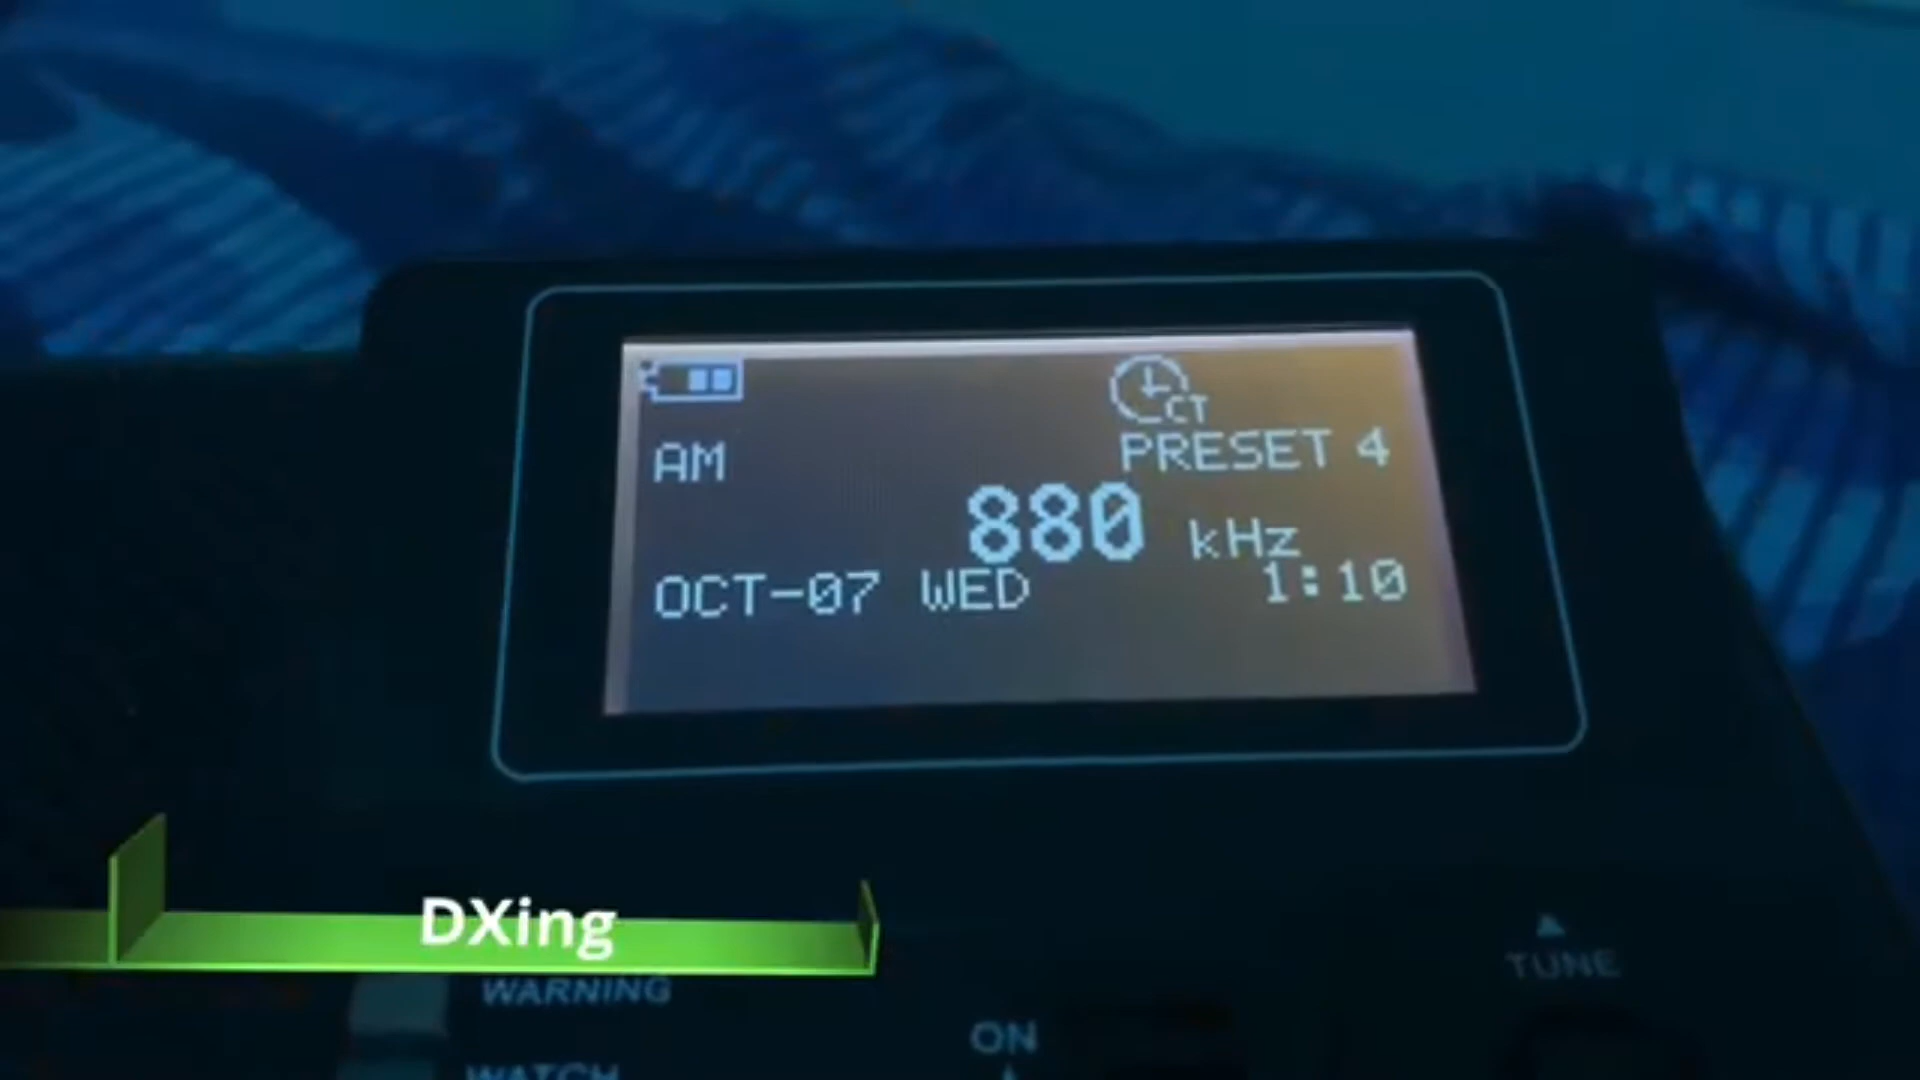 CT
AM
PRESET 4
880 kHz
OCT-07 WED 1:10
DXing
TUNE
WARNING
ON
WATCH